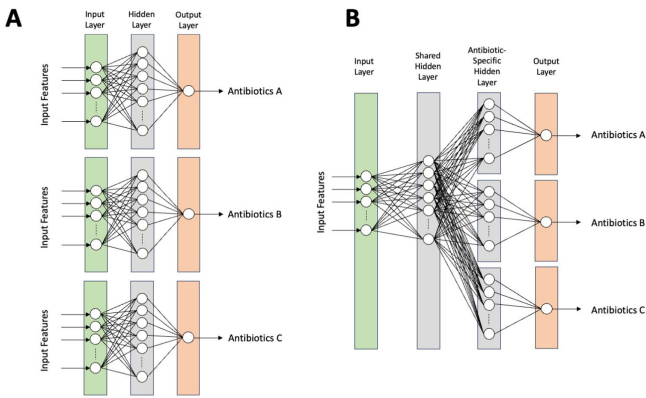 A
Input
Layer
Hidden
Layer
Output
Layer
Input Features
Antibiotics A
Input Features
Antibiotics B
Input Features
Antibiotics C
B
Input
Layer
Shared
Hidden
Layer
Antibiotic-
Specific
Hidden
Layer
Output
Layer
Input Features
Antibiotics A
Antibiotics B
Antibiotics C